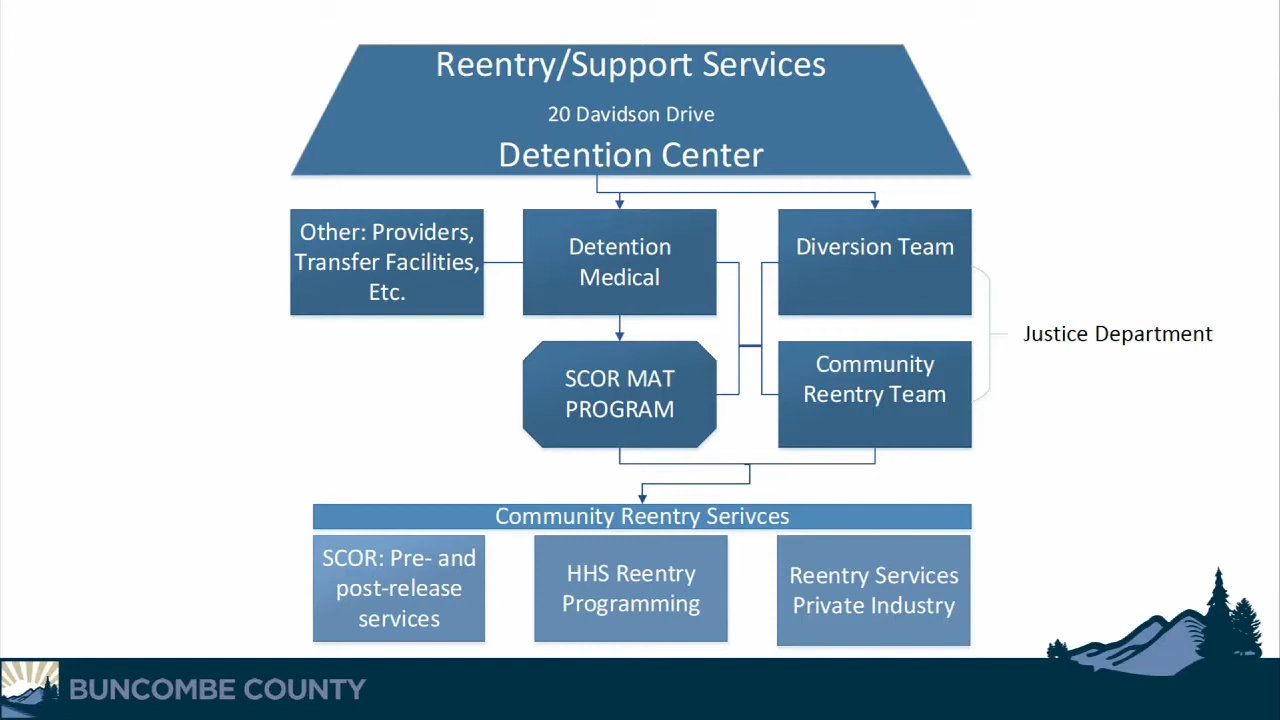 Reentry/Support Services
20 Davidson Drive
Detention Center
Other: Providers,
Transfer Facilities,
Etc.
Detention
Medical
Diversion Team
Justice Department
SCOR MAT
PROGRAM
Community
Reentry Team
Community Reentry Serivces
SCOR: Pre- and
post-release
services
HHS Reentry
Programming
Reentry Services
Private Industry
BUNCOMBE COUNTY